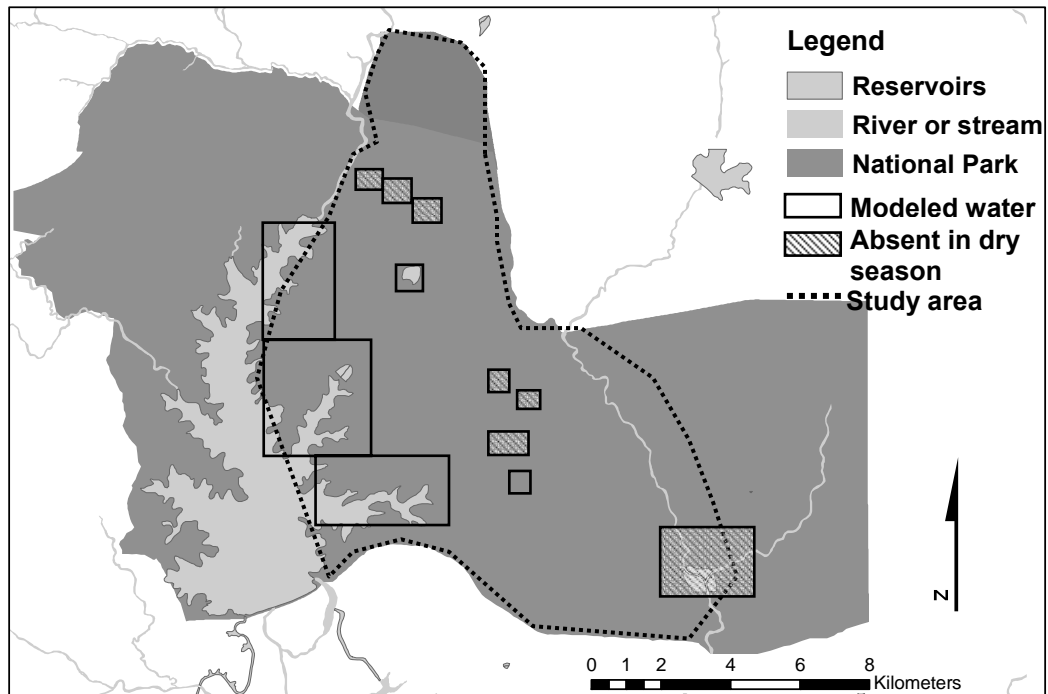 Legend
Reservoirs
River or stream
National Park
Modeled water
Absent in dry
season
Study area
N
0 1 2 4 6 8
Kilometers